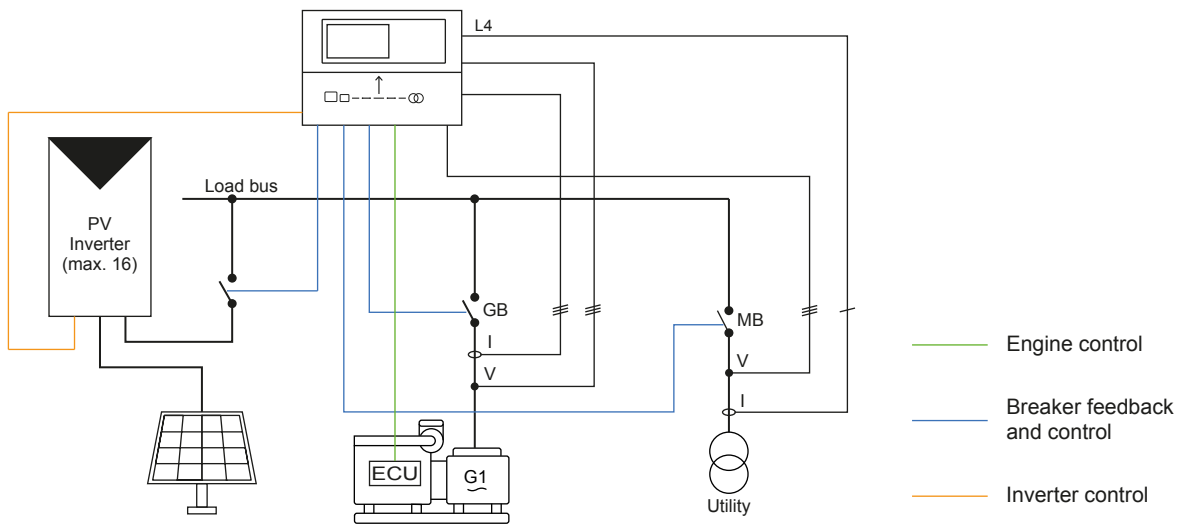 L4
Load bus
PV
Inverter
(max. 16)
GB
I
V
MB
V
I
ECU
G1
Utility
Engine control
Breaker feedback
and control
Inverter control